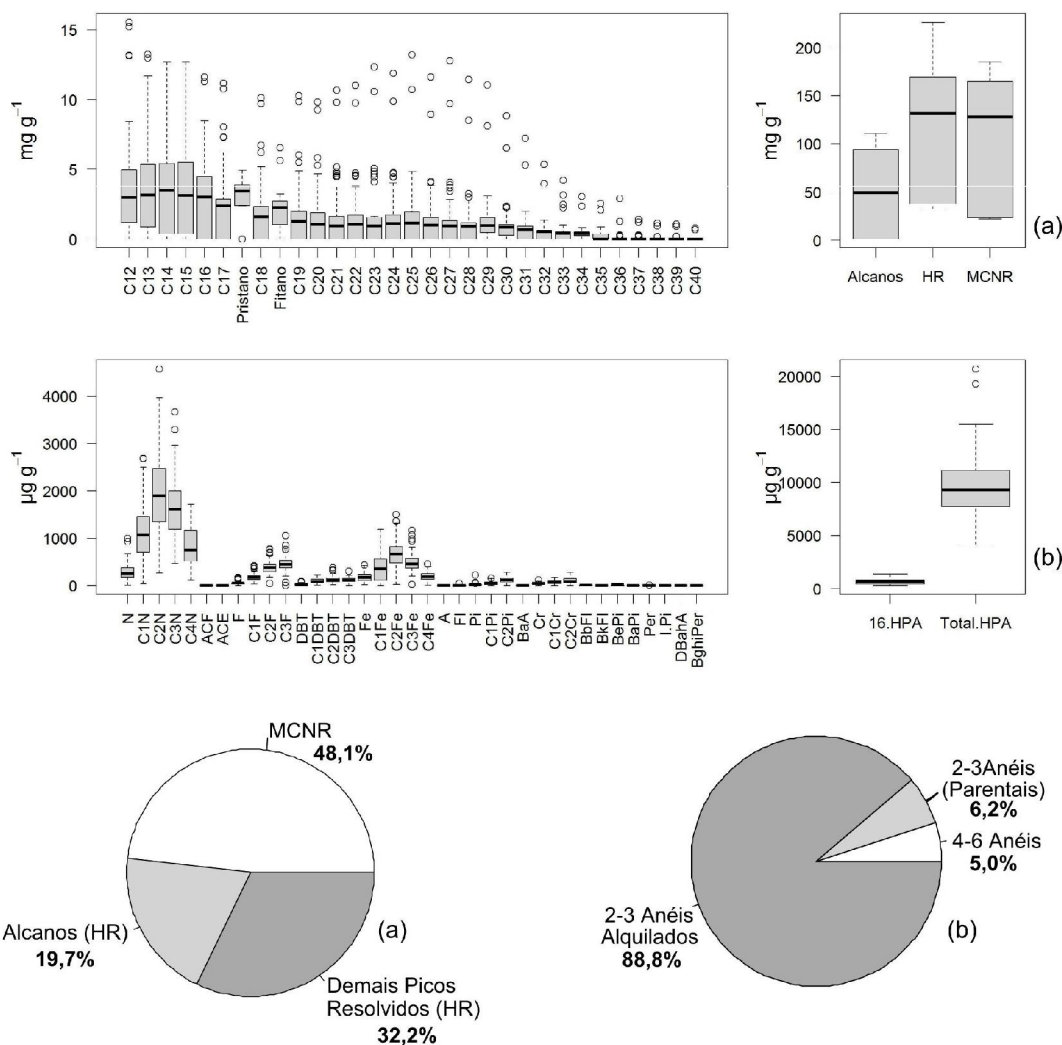 15
10
5
0
mg g⁻¹
C12
C13
C14
C15
C16
C17
Pristano
C18
Fitano
C19
C20
C21
C22
C23
C24
C25
C26
C27
C28
C29
C30
C31
C32
C33
C34
C35
C36
C37
C38
C39
C40
200
150
100
50
0
mg g⁻¹
Alcanos
HR
MCNR
(a)
4000
3000
2000
1000
0
µg g⁻¹
N
C1N
C2N
C3N
C4N
ACF
ACE
F
C1F
C2F
C3F
DBT
C1DBT
C2DBT
C3DBT
Fe
C1Fe
C2Fe
C3Fe
C4Fe
A
Fl
Pi
C1Pi
C2Pi
BaA
Cr
C1Cr
C2Cr
BbFl
BkFl
BePi
BaPi
Per
I.Pi
DBahA
BghiPer
20000
15000
10000
5000
0
µg g⁻¹
16.HPA
Total.HPA
(b)
MCNR
48,1%
Alcanos (HR)
19,7%
Demais Picos
Resolvidos (HR)
32,2%
(a)
2-3Anéis
(Parentais)
6,2%
4-6 Anéis
5,0%
2-3 Anéis
Alquilados
88,8%
(b)